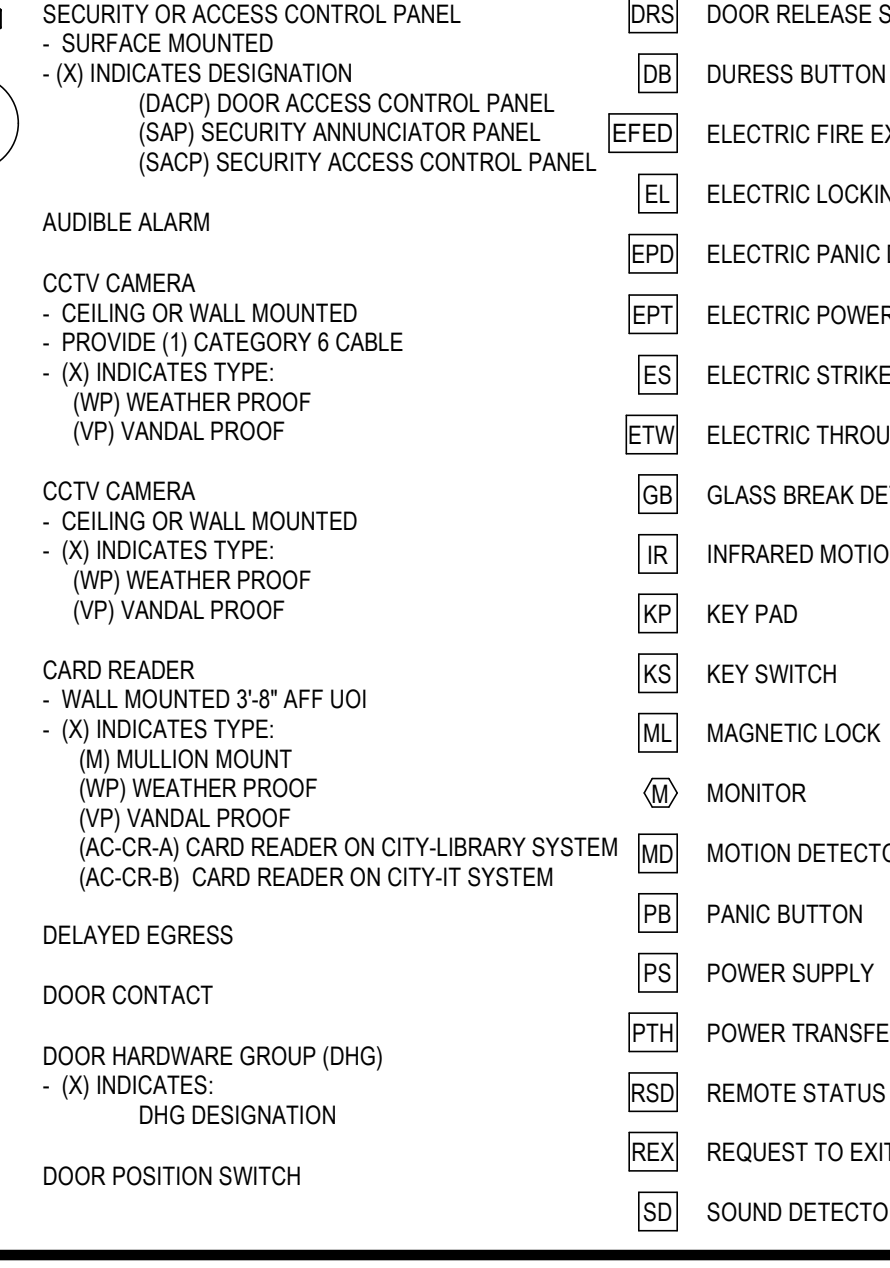 SECURITY OR ACCESS CONTROL PANEL
- SURFACE MOUNTED
- (X) INDICATES DESIGNATION
(DACP) DOOR ACCESS CONTROL PANEL
(SAP) SECURITY ANNUNCIATOR PANEL
(SACP) SECURITY ACCESS CONTROL PANEL
AUDIBLE ALARM
CCTV CAMERA
- CEILING OR WALL MOUNTED
- PROVIDE (1) CATEGORY 6 CABLE
- (X) INDICATES TYPE:
(WP) WEATHER PROOF
(VP) VANDAL PROOF
CCTV CAMERA
- CEILING OR WALL MOUNTED
- (X) INDICATES TYPE:
(WP) WEATHER PROOF
(VP) VANDAL PROOF
CARD READER
- WALL MOUNTED 3'-8" AFF UOI
- (X) INDICATES TYPE:
(M) MULLION MOUNT
(WP) WEATHER PROOF
(VP) VANDAL PROOF
(AC-CR-A) CARD READER ON CITY-LIBRARY SYSTEM
(AC-CR-B) CARD READER ON CITY-IT SYSTEM
DELAYED EGRESS
DOOR CONTACT
DOOR HARDWARE GROUP (DHG)
- (X) INDICATES:
DHG DESIGNATION
DOOR POSITION SWITCH
DRS DOOR RELEASE
DB DURESS BUTTON
EFED ELECTRIC FIRE
EL ELECTRIC
EPD ELECTRIC PANIC
EPT ELECTRIC POWER
ES ELECTRIC STRIKE
ETW ELECTRIC
GB GLASS BREAK
IR INFRARED
KP KEY PAD
KS KEY SWITCH
ML MAGNETIC LOCK
M MONITOR
MD MOTION
PB PANIC BUTTON
PS POWER SUPPLY
PTH POWER
RSD REMOTE STATUS
REX REQUEST TO EXIT
SD SOUND